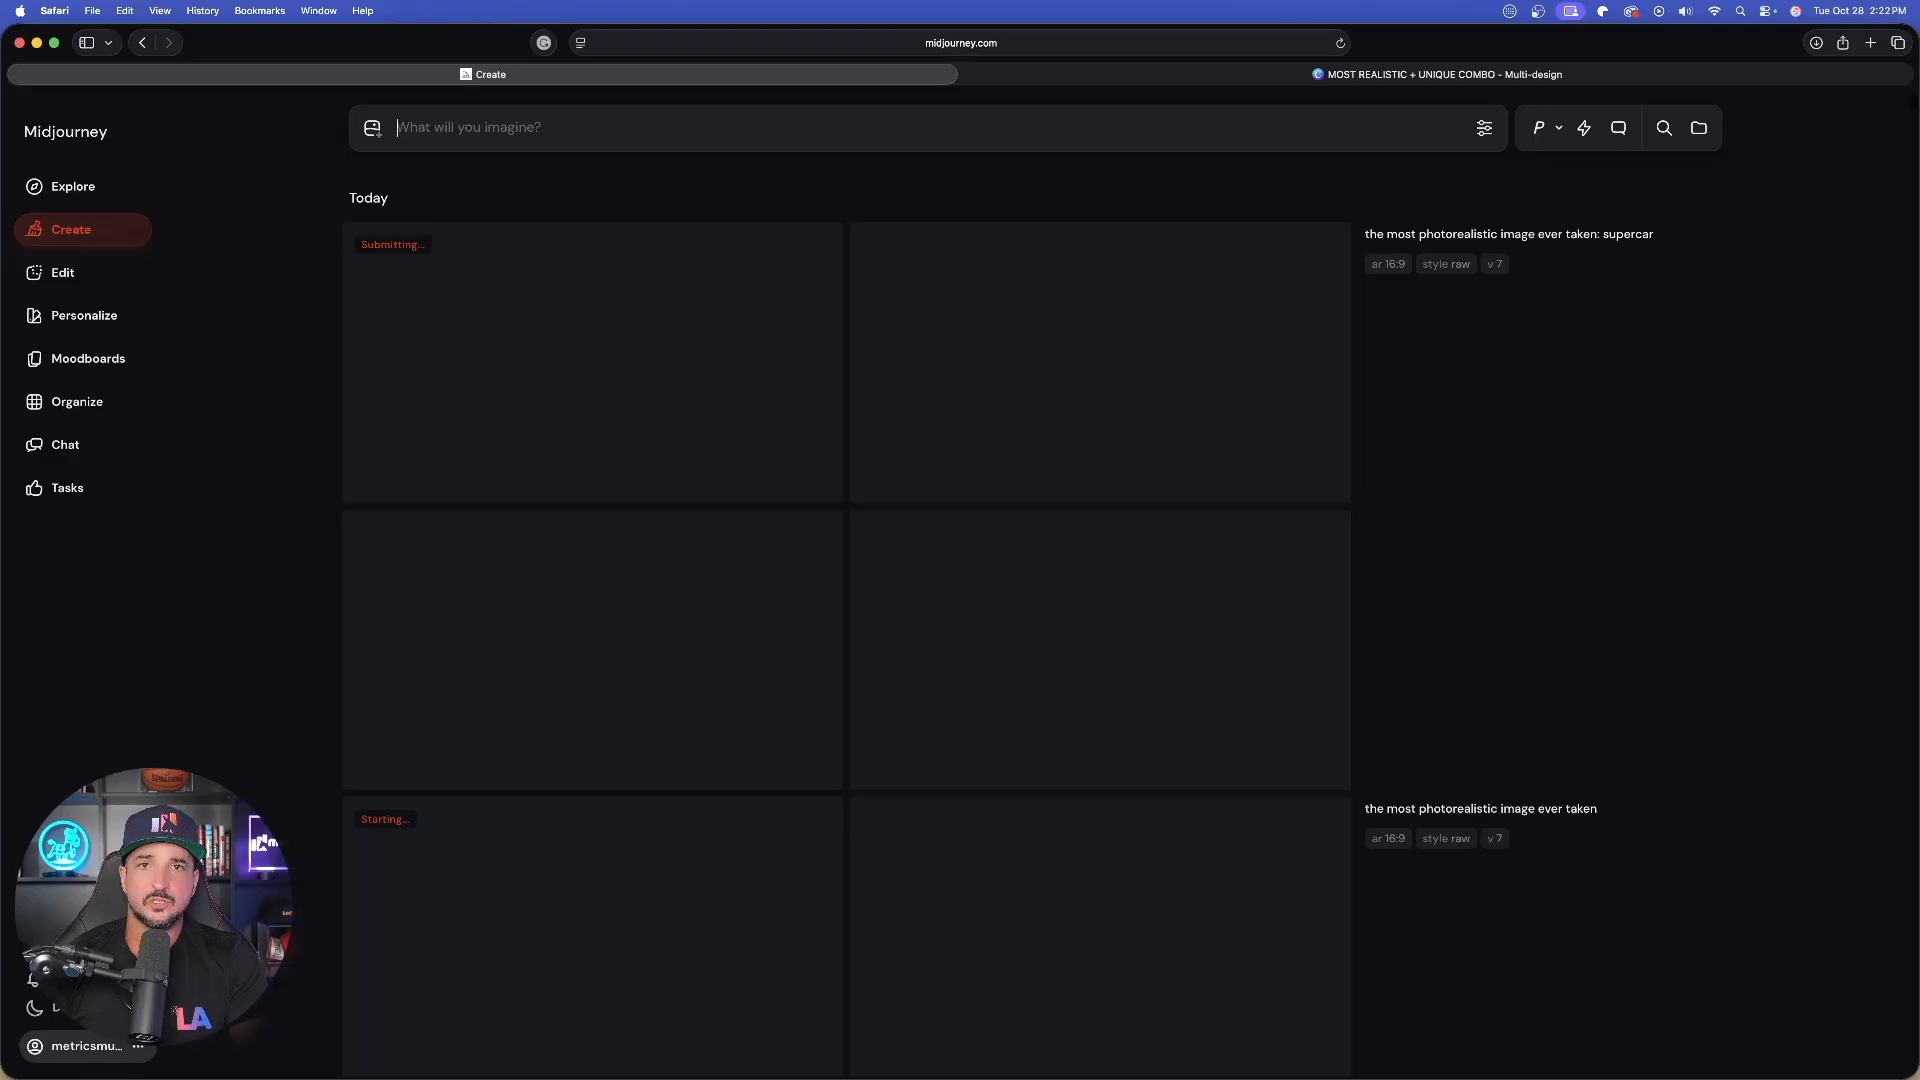 Safari File Edit View History Bookmarks Window Help
Tue Oct 28 2:22 PM
midjourney.com
Create
MOST REALISTIC + UNIQUE COMBO - Multi-design
Midjourney
What will you imagine?
P
Explore
Create
Edit
Personalize
Moodboards
Organize
Chat
Tasks
metricsmu... ...
Today
Submitting...
the most photorealistic image ever taken: supercar
ar 16:9 style raw v 7
Starting...
the most photorealistic image ever taken
ar 16:9 style raw v 7
SPALDING
LA